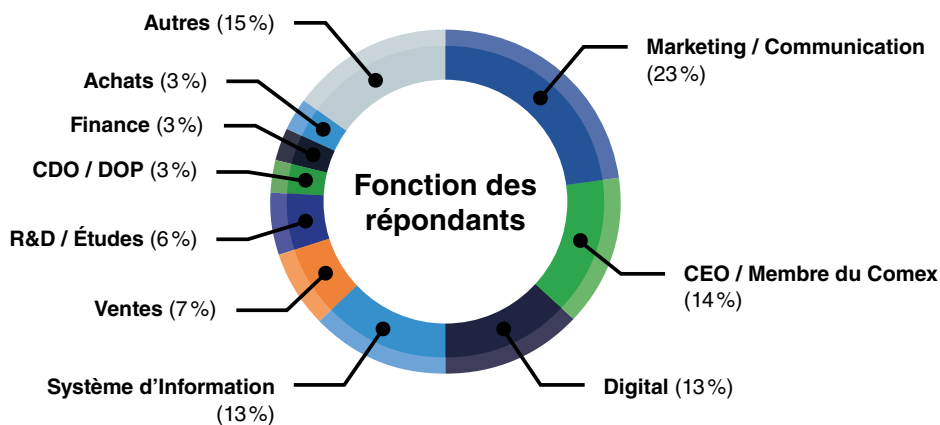 Autres (15 %)
Marketing / Communication
(23 %)
Achats (3 %)
Finance (3 %)
CDO / DOP (3 %)
Fonction des
répondants
R&D / Études (6 %)
CEO / Membre du Comex
(14 %)
Ventes (7 %)
Système d'Information
(13 %)
Digital (13 %)